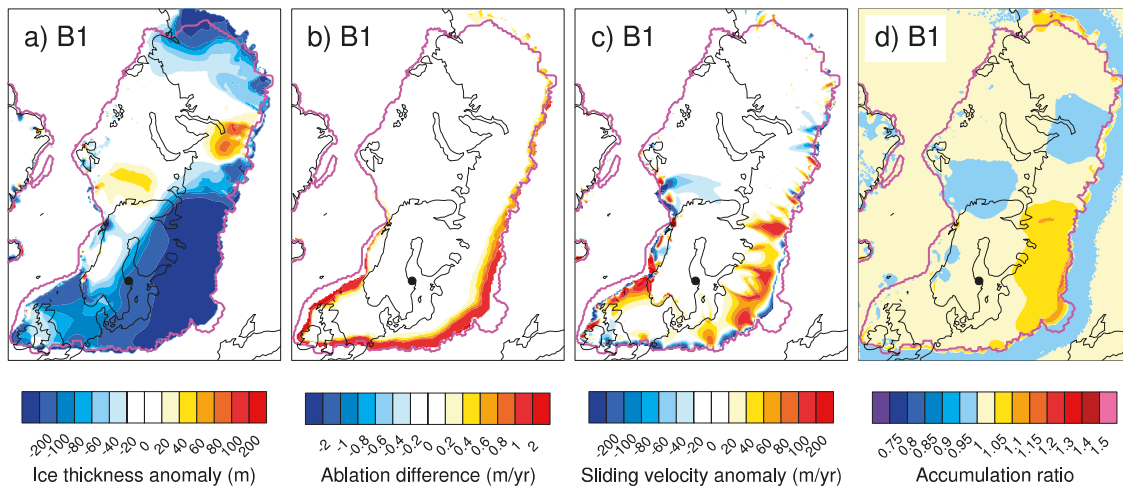 a) B1
b) B1
c) B1
d) B1
-200 -100 -80 -60 -40 -20 0 20 40 60 80 100 200
-2 -1 -0.8 -0.6 -0.4 -0.2 0 0.2 0.4 0.6 0.8 1 2
-200 -100 -80 -60 -40 -20 0 20 40 60 80 100 200
0.75 0.8 0.85 0.9 0.95 1.05 1.1 1.15 1.2 1.3 1.4 1.5
Ice thickness anomaly (m)
Ablation difference (m/yr)
Sliding velocity anomaly (m/yr)
Accumulation ratio